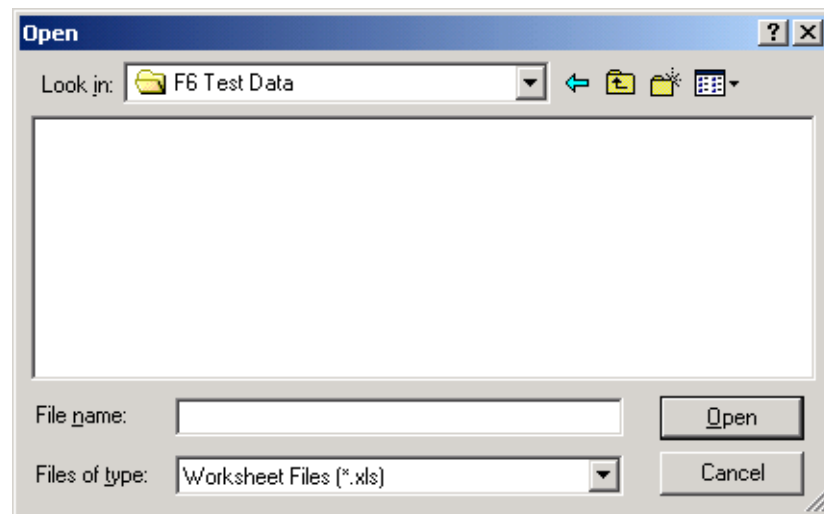 Open
Look in: F6 Test Data
File name:
Open
Files of type: Worksheet Files (*.xls)
Cancel